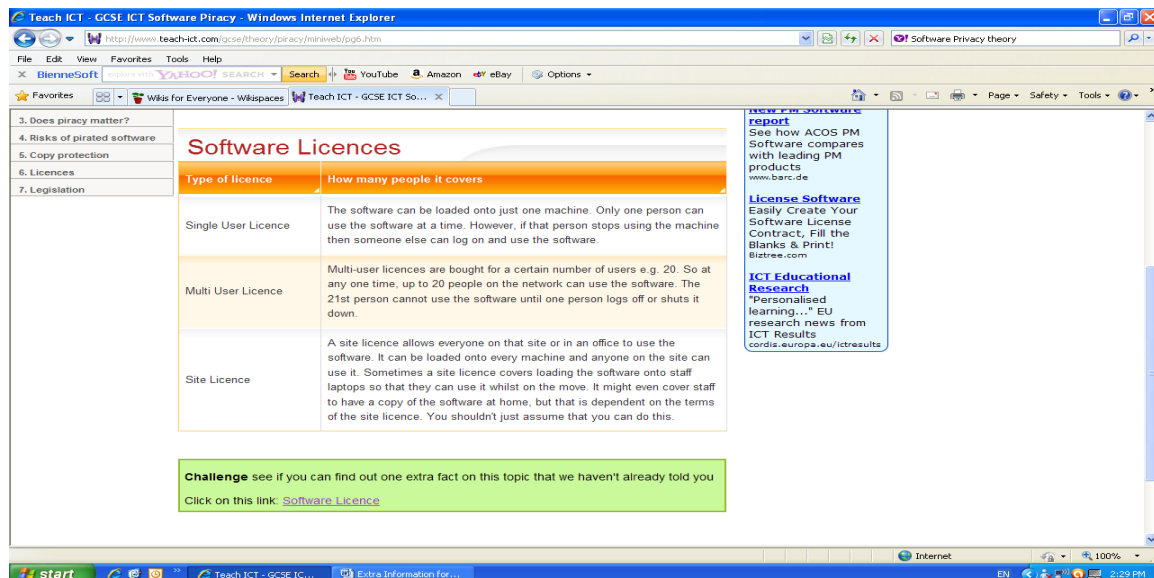 Teach ICT - GCSE ICT Software Piracy - Windows Internet Explorer
http://www.teach-ict.com/gcse/theory/piracy/miniweb/pg6.htm
Software Privacy theory
File Edit View Favorites Tools Help
X BienneSoft explore with YAHOO! SEARCH Search YouTube Amazon eBay Options
Favorites Wikis for Everyone - Wikispaces Teach ICT - GCSE ICT So... X Page Safety Tools
3. Does piracy matter?
4. Risks of pirated software
5. Copy protection
6. Licences
7. Legislation
Software Licences
Type of licence How many people it covers
Single User Licence
The software can be loaded onto just one machine. Only one person can
use the software at a time. However, if that person stops using the machine
then someone else can log on and use the software.
Multi User Licence
Multi-user licences are bought for a certain number of users e.g. 20. So at
any one time, up to 20 people on the network can use the software. The
21st person cannot use the software until one person logs off or shuts it
down.
Site Licence
A site licence allows everyone on that site or in an office to use the
software. It can be loaded onto every machine and anyone on the site can
use it. Sometimes a site licence covers loading the software onto staff
laptops so that they can use it whilst on the move. It might even cover staff
to have a copy of the software at home, but that is dependent on the terms
of the site licence. You shouldn't just assume that you can do this.
Challenge see if you can find out one extra fact on this topic that we haven't already told you
Click on this link: Software Licence
New PM Software
report
See how ACOS PM
Software compares
with leading PM
products
www.barc.de
License Software
Easily Create Your
Software License
Contract, Fill the
Blanks & Print!
Biztree.com
ICT Educational
Research
"Personalised
learning..." EU
research news from
ICT Results
cordis.europa.eu/ictresults
Internet 100%
start Teach ICT - GCSE IC... Extra Information for... EN 2:29 PM